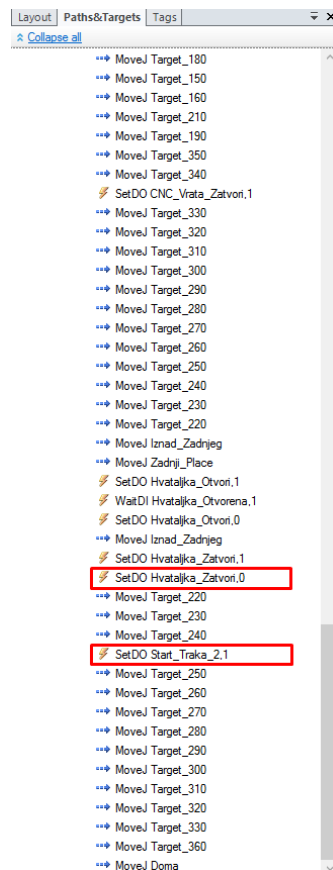 Layout Paths&Targets Tags
Collapse all
MoveJ Target_180
MoveJ Target_150
MoveJ Target_160
MoveJ Target_210
MoveJ Target_190
MoveJ Target_350
MoveJ Target_340
SetDO CNC_Vrata_Zatvori,1
MoveJ Target_330
MoveJ Target_320
MoveJ Target_310
MoveJ Target_300
MoveJ Target_290
MoveJ Target_280
MoveJ Target_270
MoveJ Target_260
MoveJ Target_250
MoveJ Target_240
MoveJ Target_230
MoveJ Target_220
MoveJ Iznad_Zadnjeg
MoveJ Zadnji_Place
SetDO Hvataljka_Otvori,1
WaitDI Hvataljka_Otvorena,1
SetDO Hvataljka_Otvori,0
MoveJ Iznad_Zadnjeg
SetDO Hvataljka_Zatvori,1
SetDO Hvataljka_Zatvori,0
MoveJ Target_220
MoveJ Target_230
MoveJ Target_240
SetDO Start_Traka_2,1
MoveJ Target_250
MoveJ Target_260
MoveJ Target_270
MoveJ Target_280
MoveJ Target_290
MoveJ Target_300
MoveJ Target_310
MoveJ Target_320
MoveJ Target_330
MoveJ Target_360
MoveJ Doma